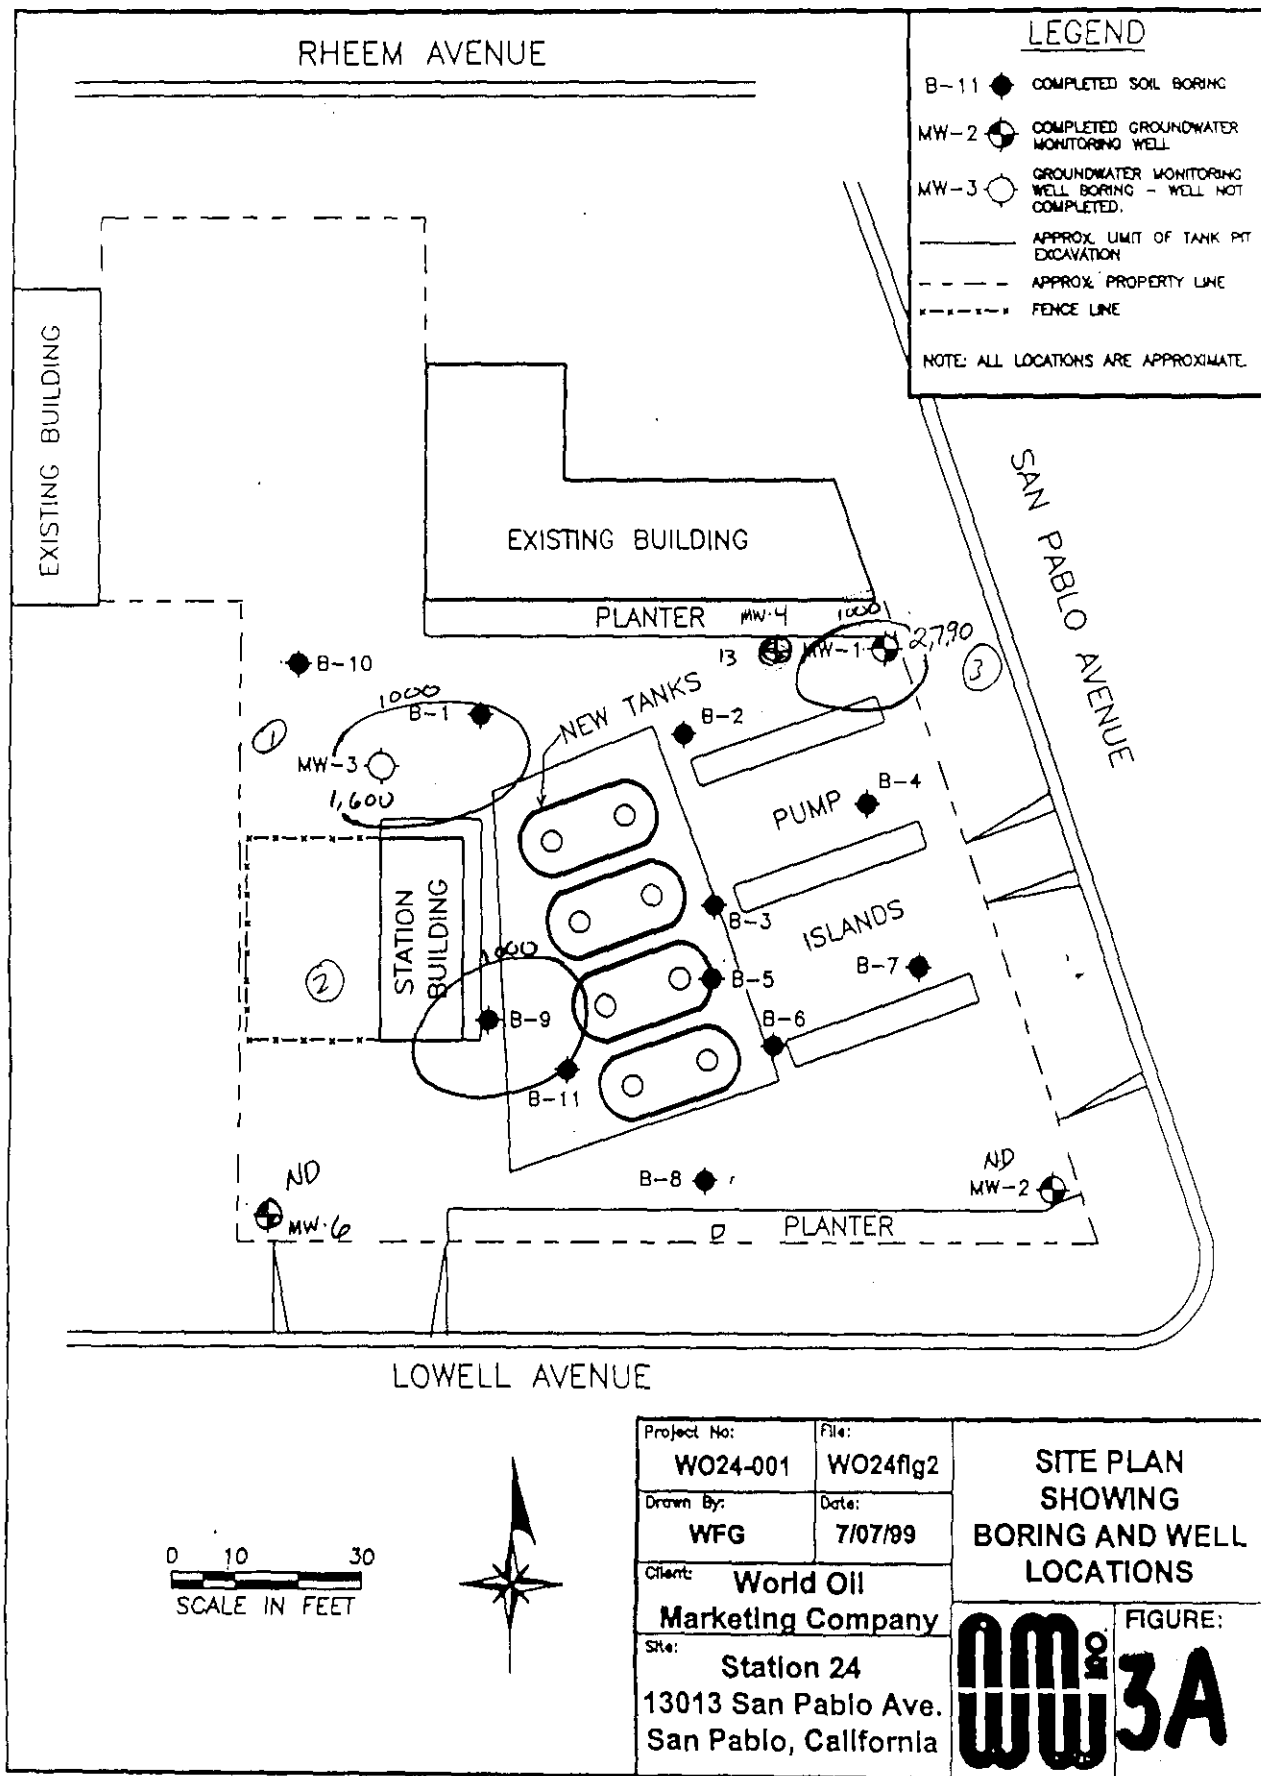 RHEEM AVENUE
LEGEND
B-11 COMPLETED SOIL BORING
MW-2 COMPLETED GROUNDWATER
MONITORING WELL
MW-3 GROUNDWATER MONITORING
WELL BORING - WELL NOT
COMPLETED.
APPROX. LIMIT OF TANK PIT
EXCAVATION
APPROX. PROPERTY LINE
FENCE LINE
NOTE: ALL LOCATIONS ARE APPROXIMATE.
EXISTING BUILDING
EXISTING BUILDING
SAN PABLO AVENUE
PLANTER
MW-4
1000
13
MW-1
2,790
3
B-10
1000
B-1
NEW TANKS
B-2
1
MW-3
1,600
PUMP
B-4
STATION
BUILDING
B-3
ISLANDS
2
1000
B-5
B-7
B-9
B-6
B-11
ND
MW-6
B-8
ND
MW-2
D
PLANTER
LOWELL AVENUE
0 10 30
SCALE IN FEET
Project No:
WO24-001
File:
WO24fig2
Drawn By:
WFG
Date:
7/07/99
Client:
World Oil
Marketing Company
Site:
Station 24
13013 San Pablo Ave.
San Pablo, California
SITE PLAN
SHOWING
BORING AND WELL
LOCATIONS
INC.
FIGURE:
3A